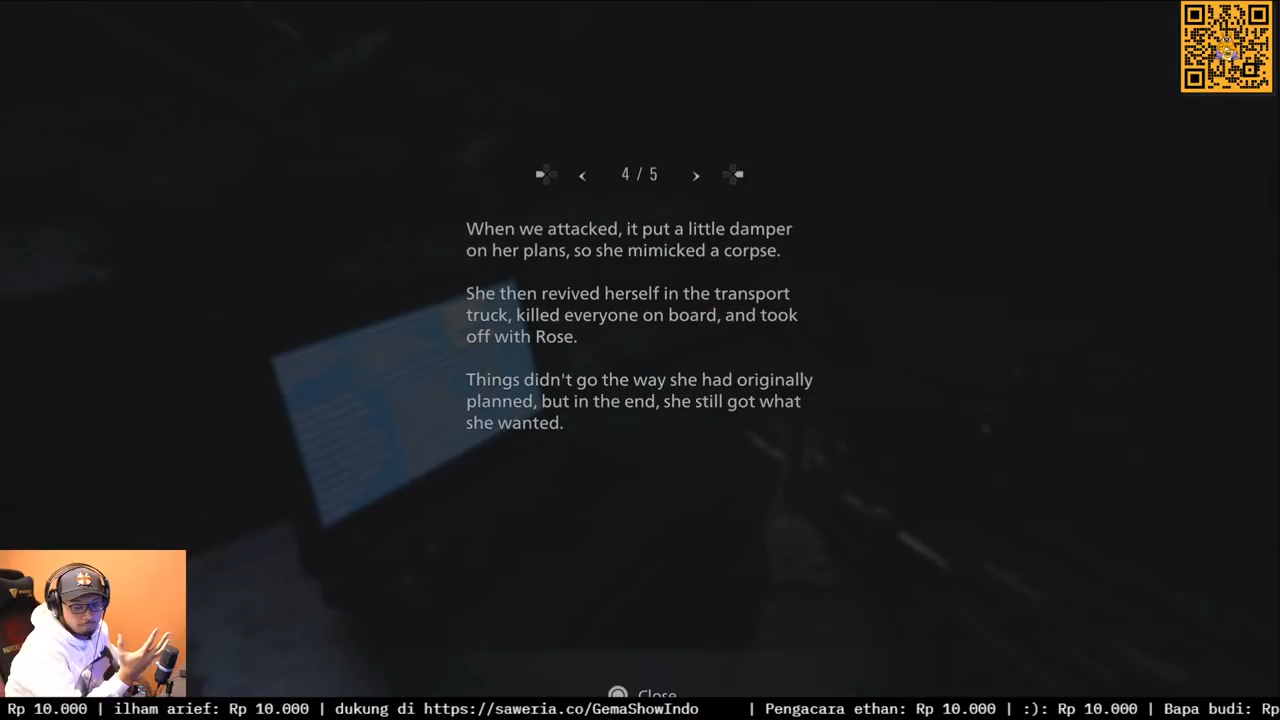 4 / 5
When we attacked, it put a little damper
on her plans, so she mimicked a corpse.
She then revived herself in the transport
truck, killed everyone on board, and took
off with Rose.
Things didn't go the way she had originally
planned, but in the end, she still got what
she wanted.
Close
Rp 10.000 | ilham arief: Rp 10.000 | dukung di https://saweria.co/GemaShowIndo | Pengacara ethan: Rp 10.000 | :): Rp 10.000 | Bapa budi: Rp